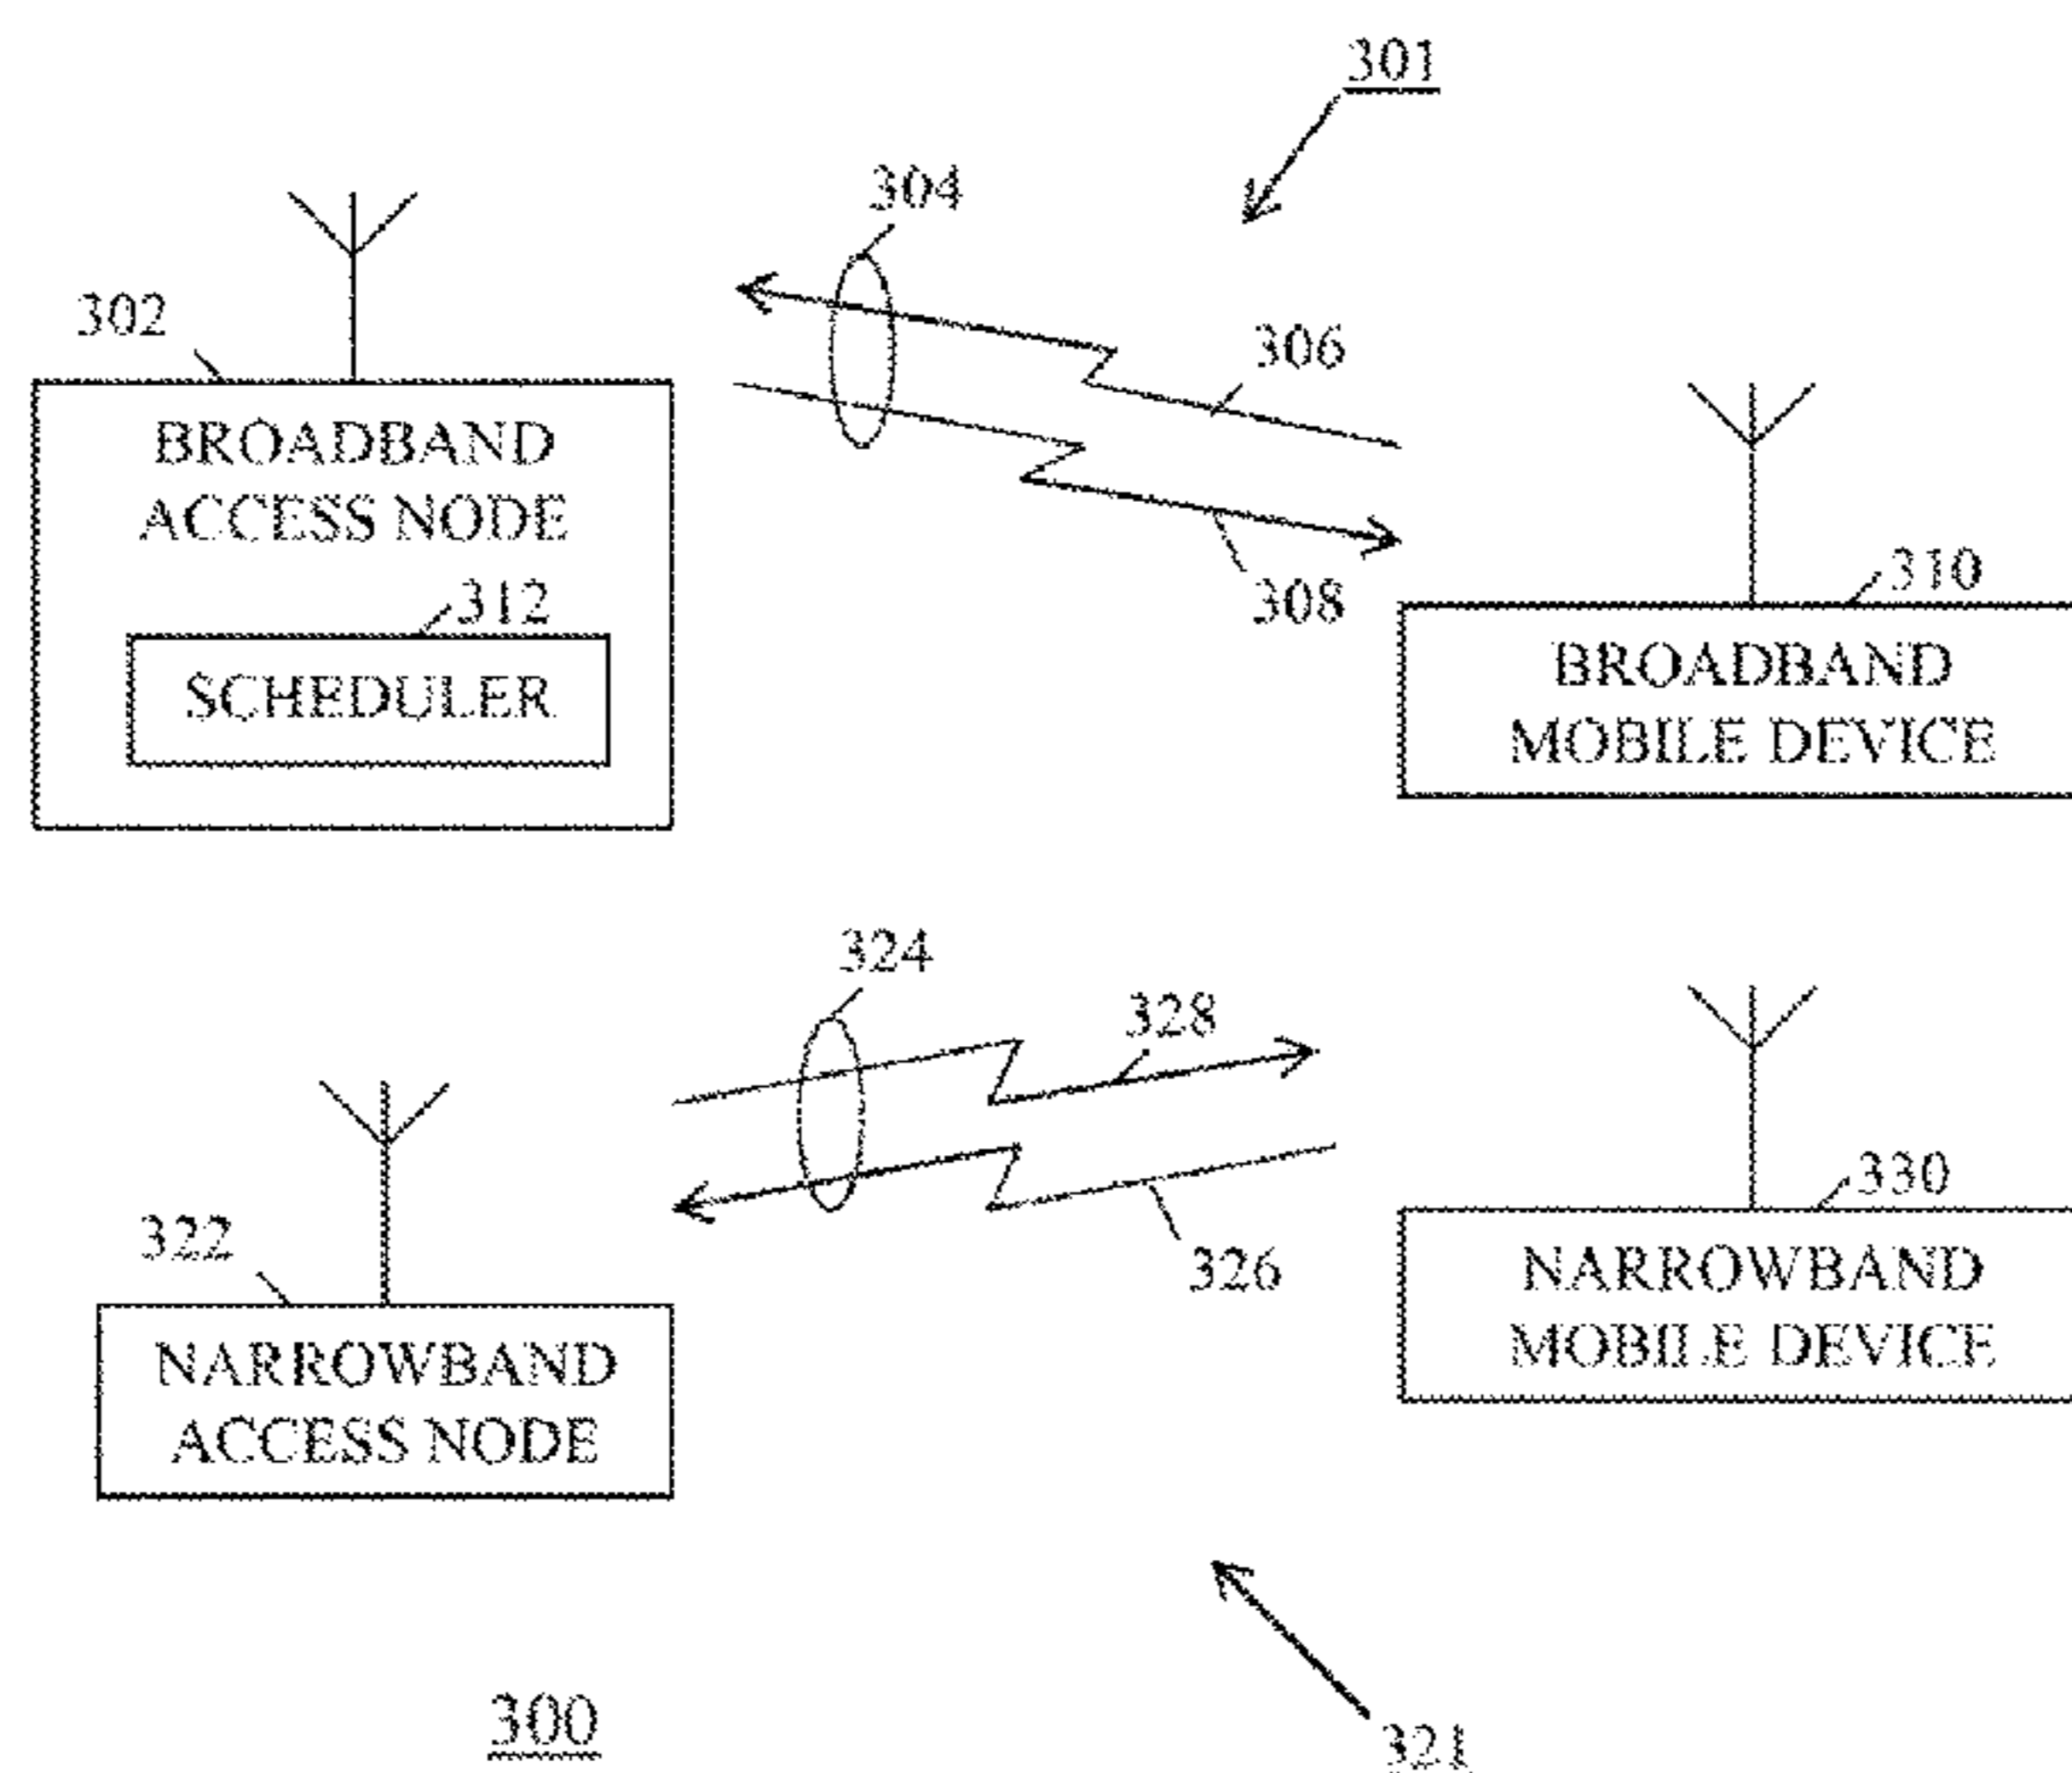 301
304
302
306
BROADBAND
ACCESS NODE
312
SCHEDULER
308
310
BROADBAND
MOBILE DEVICE
324
328
322
326
330
NARROWBAND
ACCESS NODE
NARROWBAND
MOBILE DEVICE
300
321